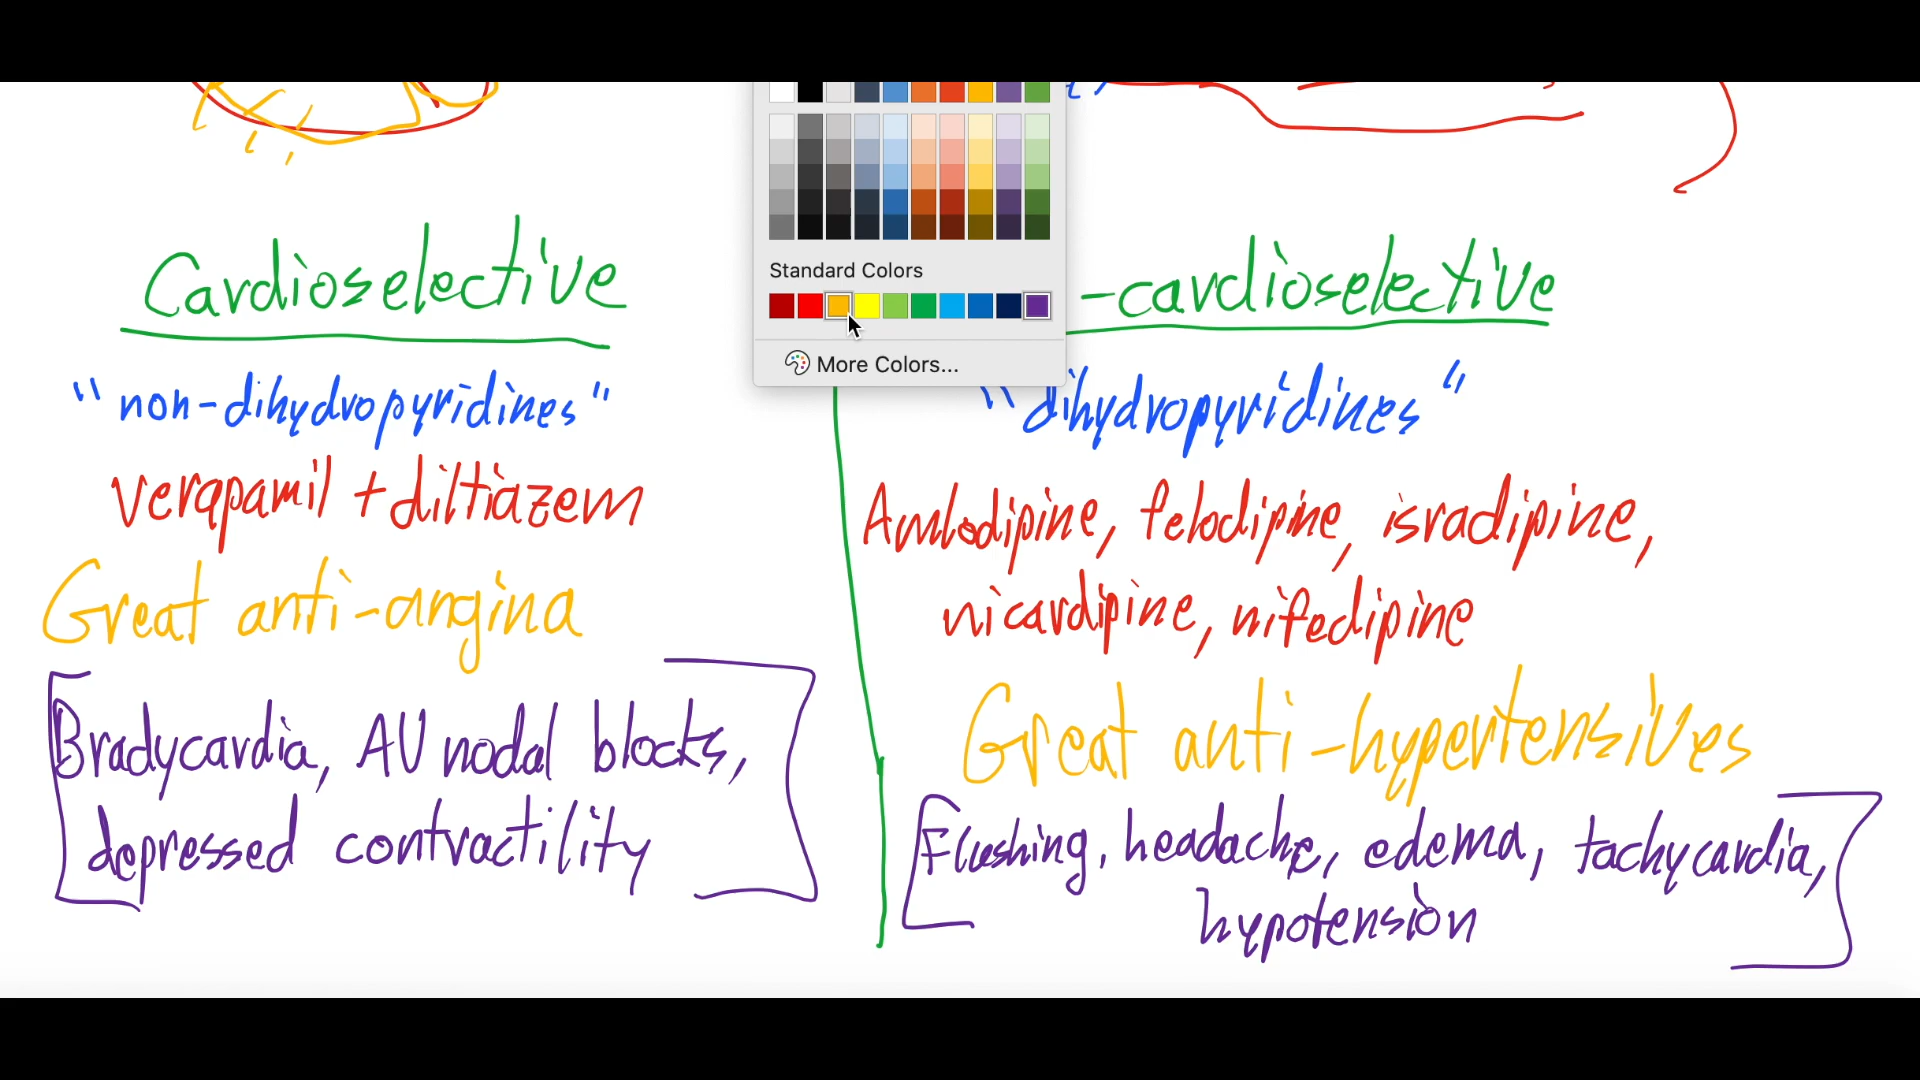 Standard Colors
More Colors...
Cardioselective
"non-dihydropyridines"
Verapamil + diltiazem
Great anti-angina
Bradycardia, AV nodal blocks,
depressed contractility
-cardioselective
"dihydropyridines"
Amlodipine, felodipine, isradipine,
nicardipine, nifedipine
Great anti-hypertensives
Flushing, headache, edema, tachycardia,
hypotension